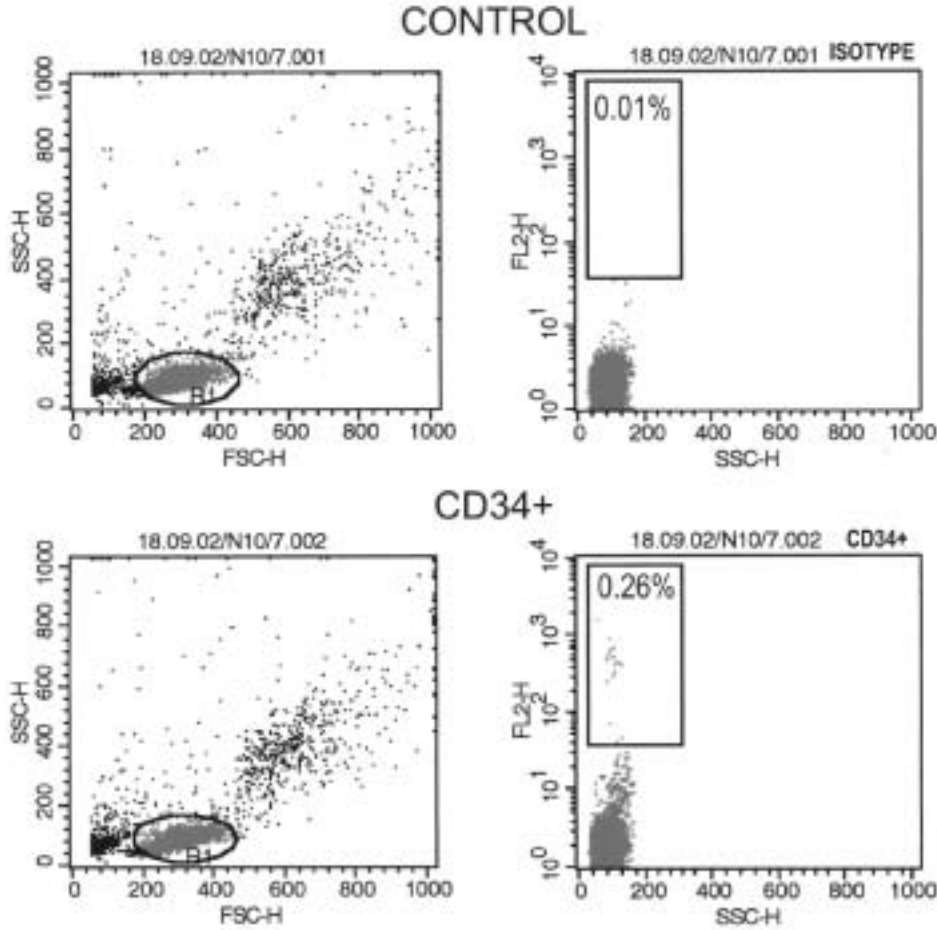 CONTROL
18.09.02/N10/7.001
SSC-H
0 200 400 600 800 1000
R1
0 200 400 600 800 1000
FSC-H
18.09.02/N10/7.001 ISOTYPE
FL2-H
10^0 10^1 10^2 10^3 10^4
0.01%
0 200 400 600 800 1000
SSC-H
CD34+
18.09.02/N10/7.002
SSC-H
0 200 400 600 800 1000
R1
0 200 400 600 800 1000
FSC-H
18.09.02/N10/7.002 CD34+
FL2-H
10^0 10^1 10^2 10^3 10^4
0.26%
0 200 400 600 800 1000
SSC-H